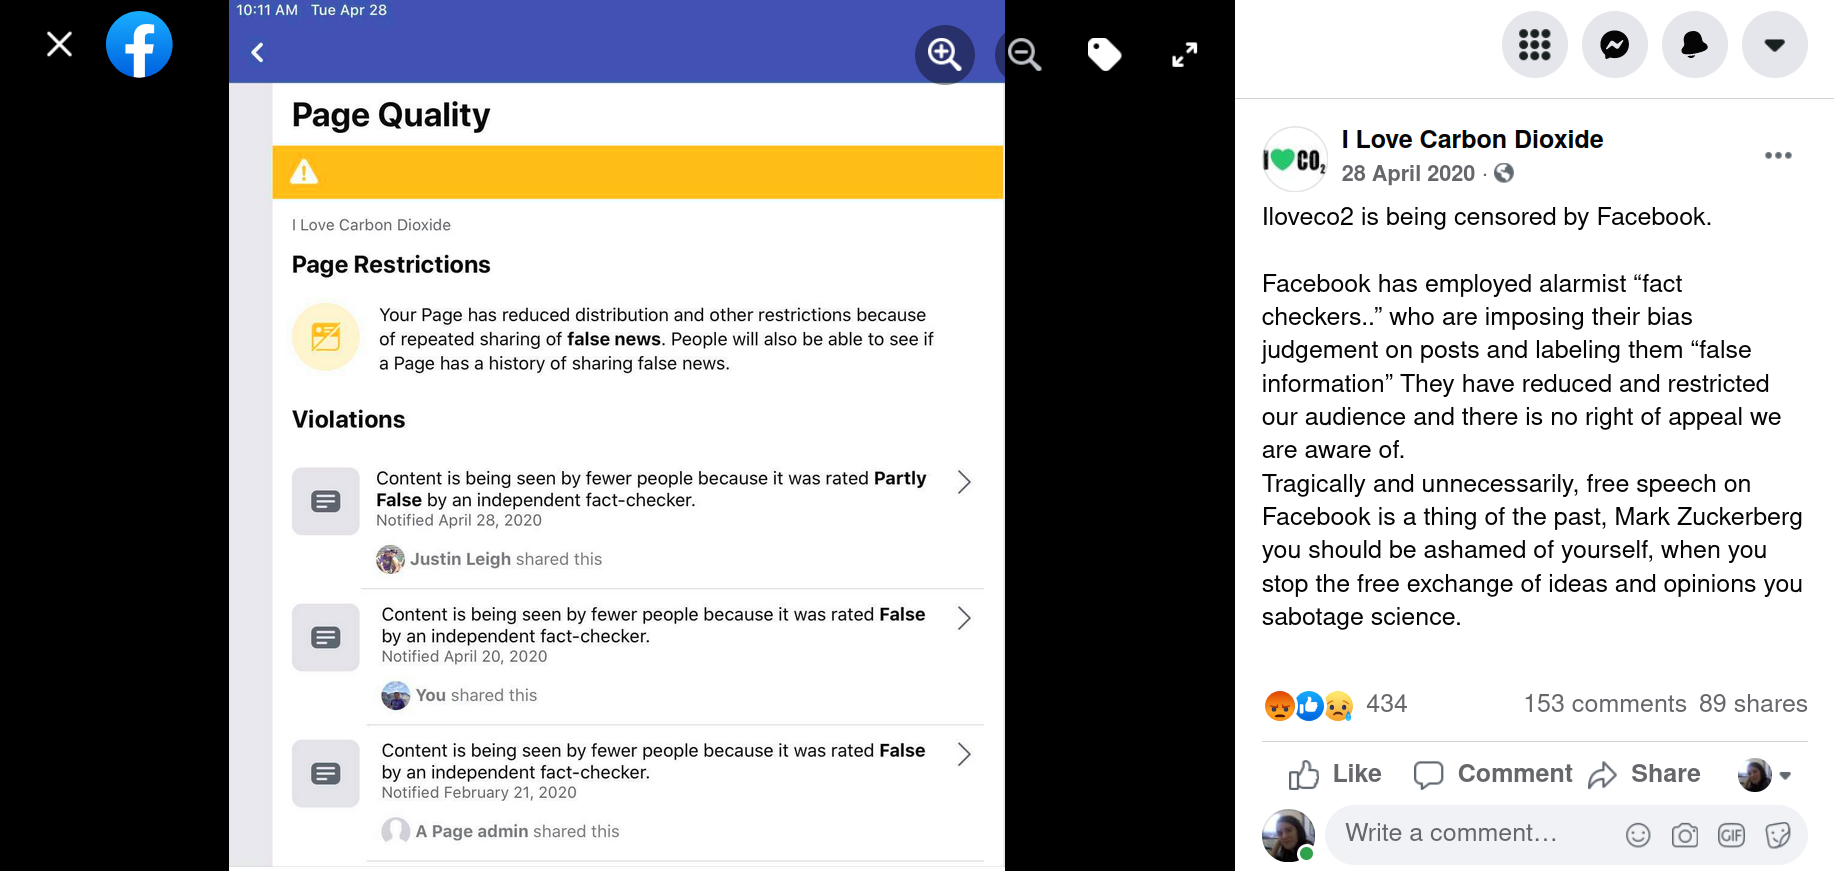 10:11 AM Tue Apr 28
Page Quality
I Love Carbon Dioxide
Page Restrictions
Your Page has reduced distribution and other restrictions because
of repeated sharing of false news. People will also be able to see if
a Page has a history of sharing false news.
Violations
Content is being seen by fewer people because it was rated Partly
False by an independent fact-checker.
Notified April 28, 2020
Justin Leigh shared this
Content is being seen by fewer people because it was rated False
by an independent fact-checker.
Notified April 20, 2020
You shared this
Content is being seen by fewer people because it was rated False
by an independent fact-checker.
Notified February 21, 2020
A Page admin shared this
I CO2
I Love Carbon Dioxide
28 April 2020 ·
Iloveco2 is being censored by Facebook.
Facebook has employed alarmist “fact
checkers..” who are imposing their bias
judgement on posts and labeling them “false
information” They have reduced and restricted
our audience and there is no right of appeal we
are aware of.
Tragically and unnecessarily, free speech on
Facebook is a thing of the past, Mark Zuckerberg
you should be ashamed of yourself, when you
stop the free exchange of ideas and opinions you
sabotage science.
434 153 comments 89 shares
Like Comment Share
Write a comment…
GIF